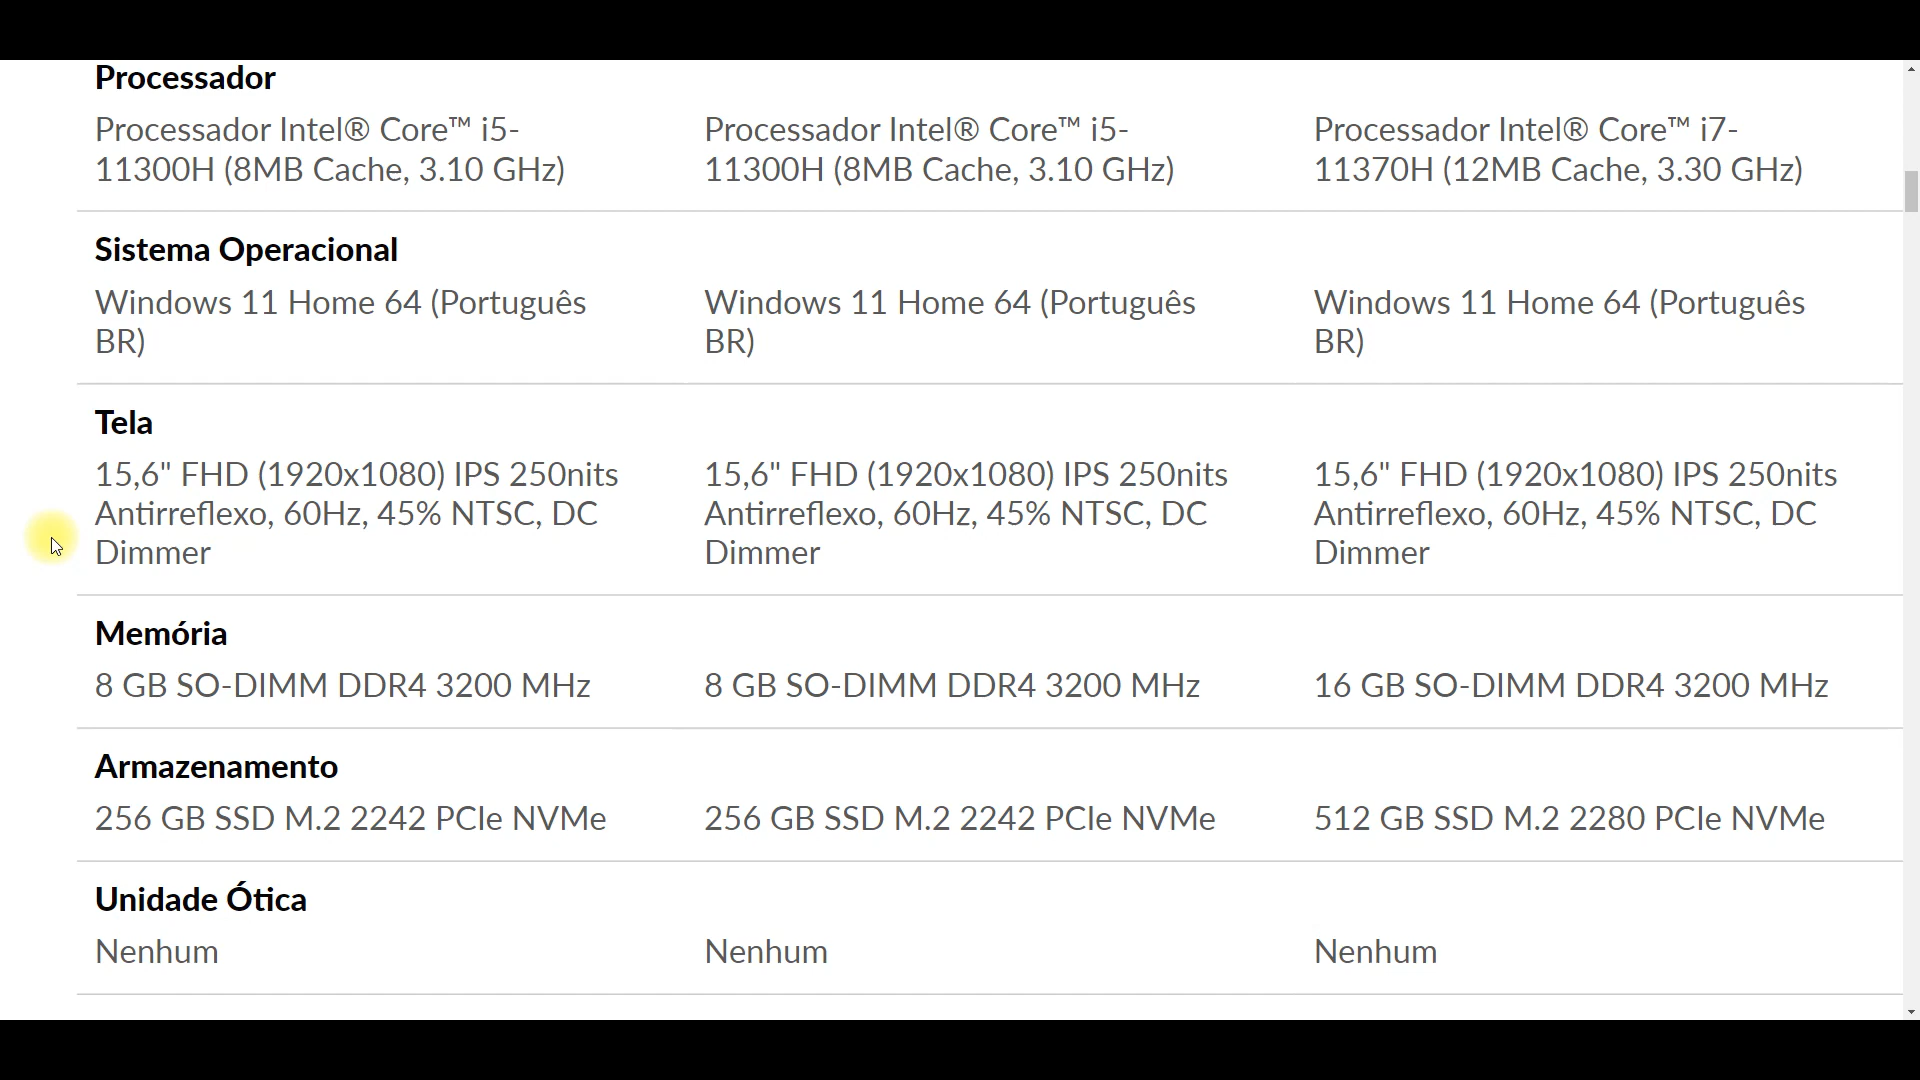 Processador
Processador Intel® Core™ i5-
11300H (8MB Cache, 3.10 GHz)
Processador Intel® Core™ i5-
11300H (8MB Cache, 3.10 GHz)
Processador Intel® Core™ i7-
11370H (12MB Cache, 3.30 GHz)
Sistema Operacional
Windows 11 Home 64 (Português
BR)
Windows 11 Home 64 (Português
BR)
Windows 11 Home 64 (Português
BR)
Tela
15,6" FHD (1920x1080) IPS 250nits
Antirreflexo, 60Hz, 45% NTSC, DC
Dimmer
15,6" FHD (1920x1080) IPS 250nits
Antirreflexo, 60Hz, 45% NTSC, DC
Dimmer
15,6" FHD (1920x1080) IPS 250nits
Antirreflexo, 60Hz, 45% NTSC, DC
Dimmer
Memória
8 GB SO-DIMM DDR4 3200 MHz
8 GB SO-DIMM DDR4 3200 MHz
16 GB SO-DIMM DDR4 3200 MHz
Armazenamento
256 GB SSD M.2 2242 PCIe NVMe
256 GB SSD M.2 2242 PCIe NVMe
512 GB SSD M.2 2280 PCIe NVMe
Unidade Ótica
Nenhum
Nenhum
Nenhum